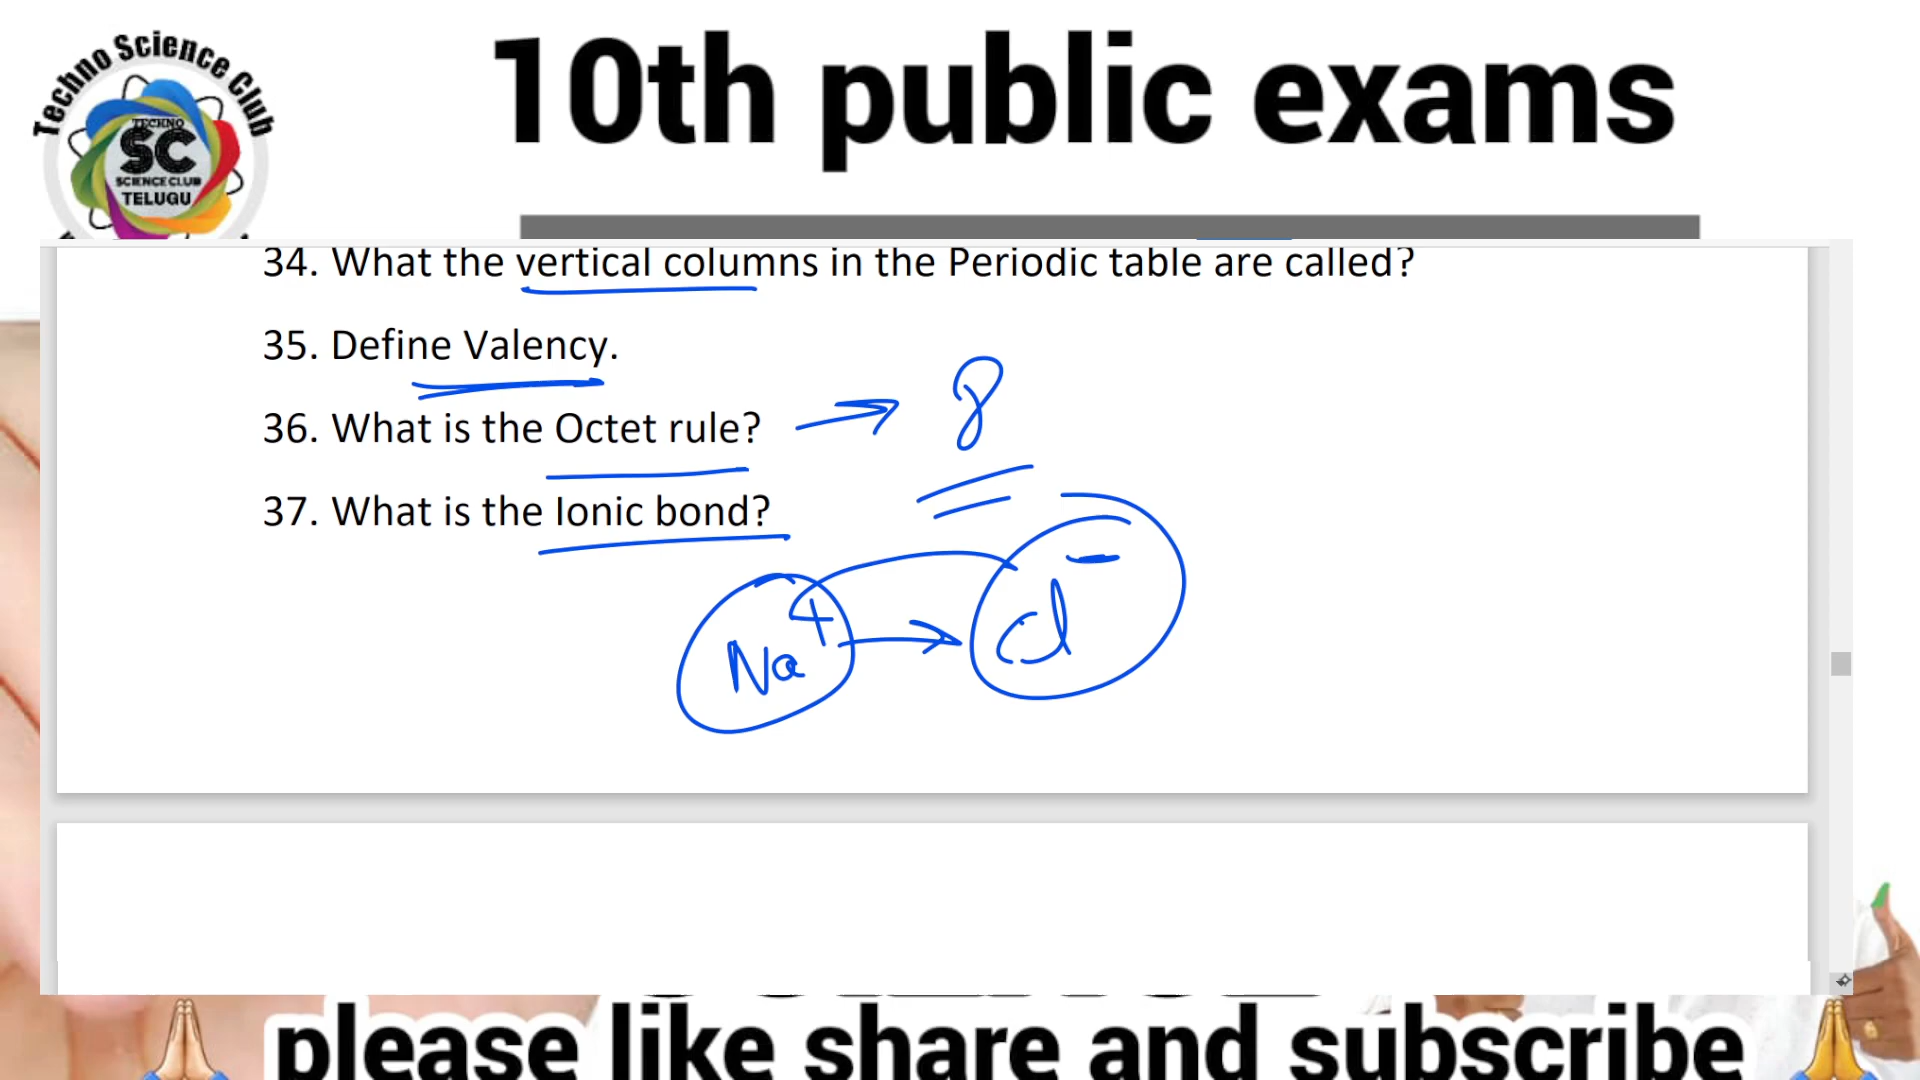 Techno Science Club
10th public exams
TECHNO
SC
SCIENCE CLUB
TELUGU
34. What the vertical columns in the Periodic table are called?
35. Define Valency.
36. What is the Octet rule? → 8
37. What is the Ionic bond?
Na⁺ → Cl⁻
please like share and subscribe